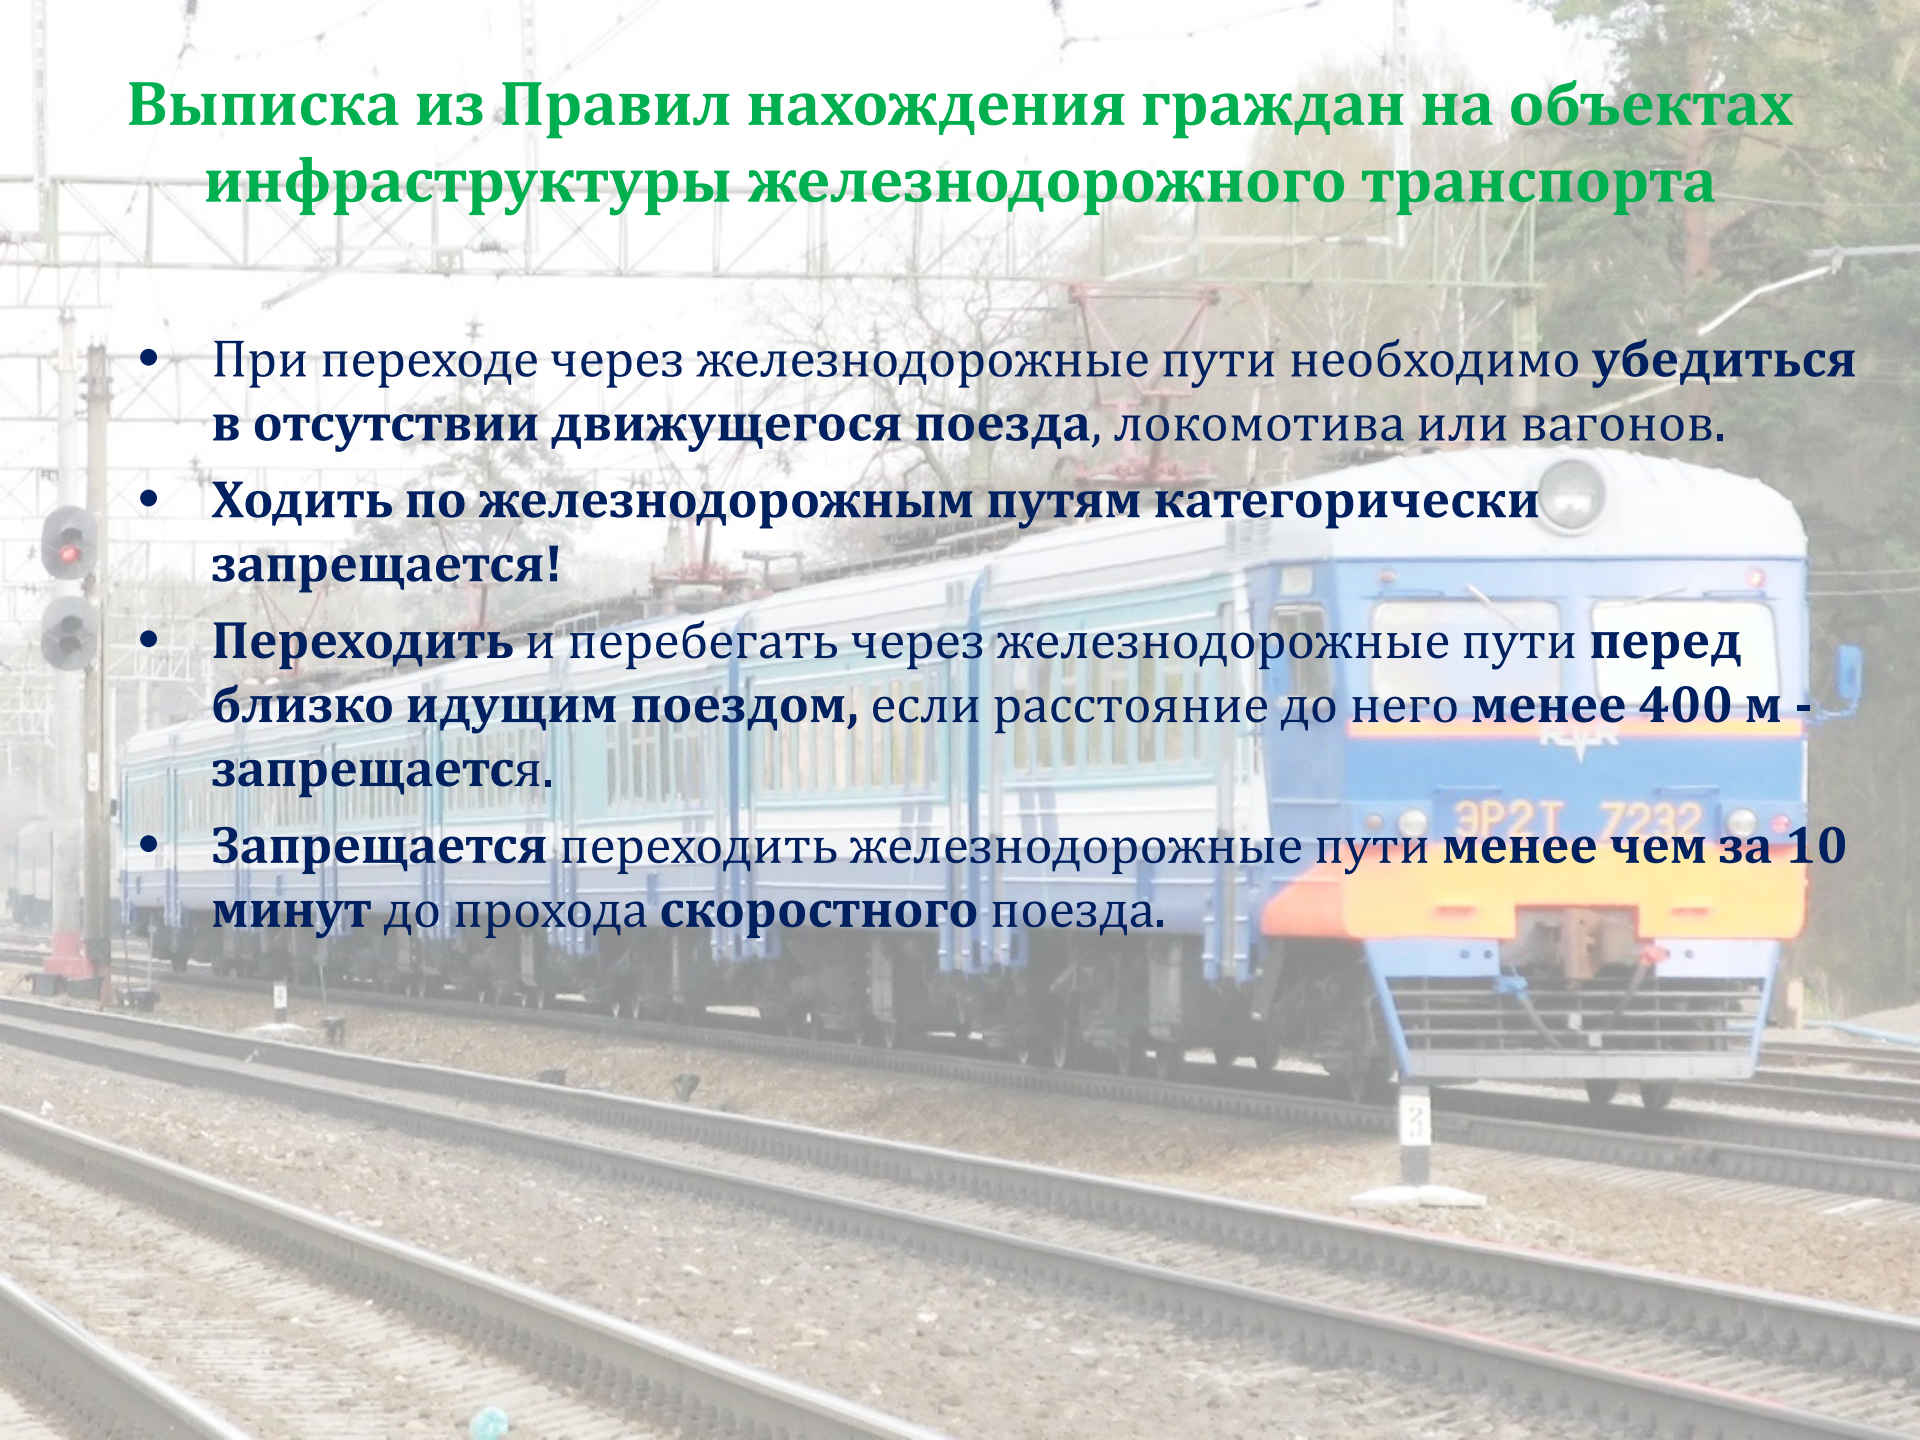 Выписка из Правил нахождения граждан на объектах
инфраструктуры железнодорожного транспорта
• При переходе через железнодорожные пути необходимо убедиться
в отсутствии движущегося поезда, локомотива или вагонов.
• Ходить по железнодорожным путям категорически
запрещается!
• Переходить и перебегать через железнодорожные пути перед
близко идущим поездом, если расстояние до него менее 400 м -
запрещается.
ЭР2Т 7232
• Запрещается переходить железнодорожные пути менее чем за 10
минут до прохода скоростного поезда.
3